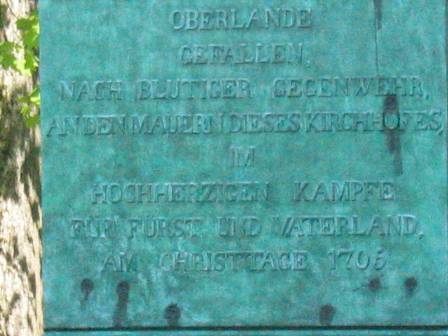 OBERLANDE
GEFALLEN,
NACH BLUTIGER GEGENWEHR,
AN DEN MAUERN DIESES KIRCHHOFES
IM
HOCHHERZIGEN KAMPFE
FÜR FÜRST UND VATERLAND,
AM CHRISTTAGE 1705